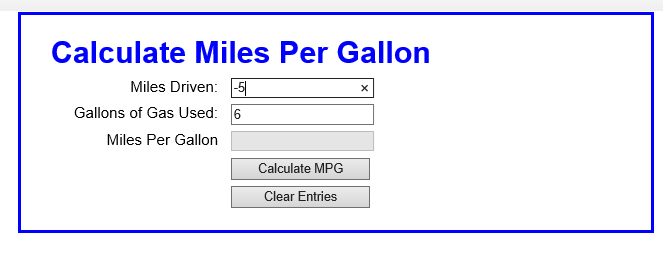 Calculate Miles Per Gallon
Miles Driven: -5 ×
Gallons of Gas Used: 6
Miles Per Gallon
Calculate MPG
Clear Entries